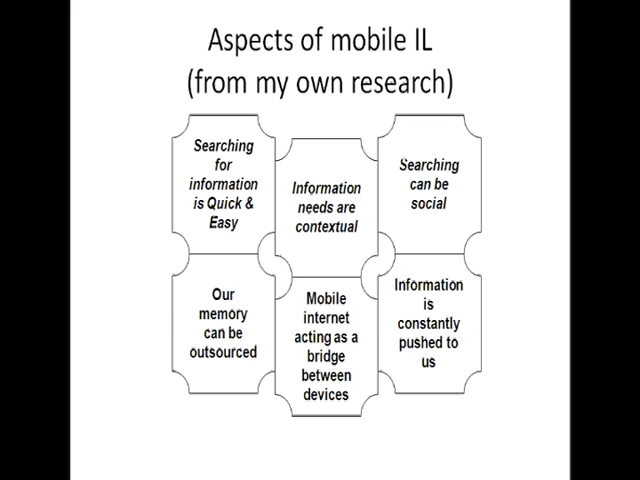 Aspects of mobile IL
(from my own research)
Searching
for
information
is Quick &
Easy
Information
needs are
contextual
Searching
can be
social
Our
memory
can be
outsourced
Mobile
internet
acting as a
bridge
between
devices
Information
is
constantly
pushed to
us